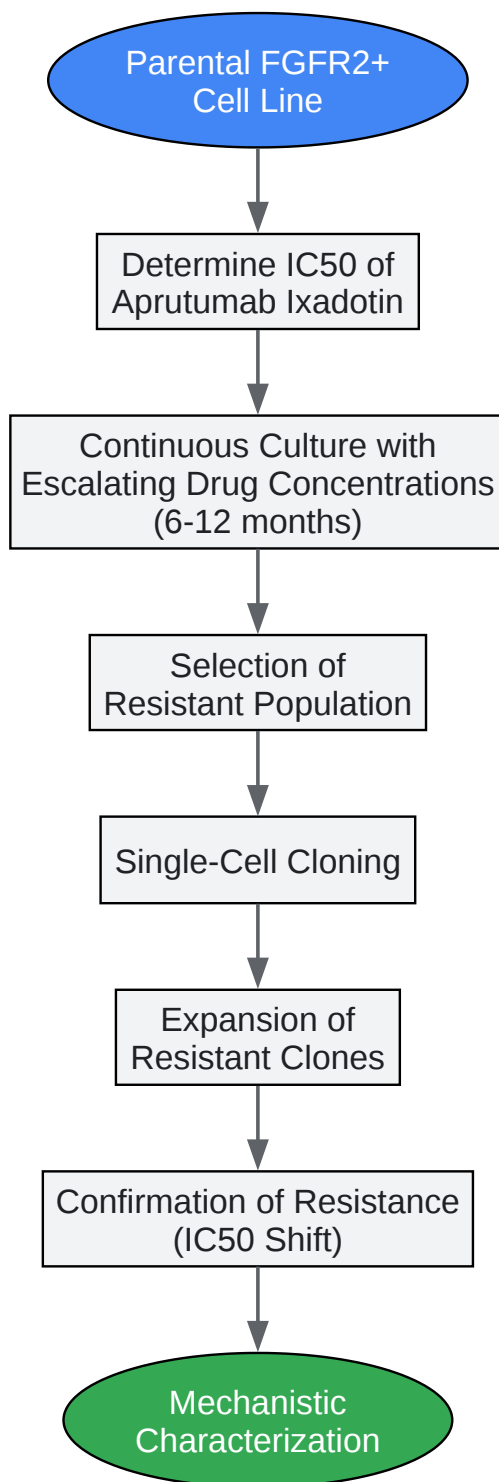 Parental FGFR2+
Cell Line
Determine IC50 of
Aprutumab Ixadotin
Continuous Culture with
Escalating Drug Concentrations
(6-12 months)
Selection of
Resistant Population
Single-Cell Cloning
Expansion of
Resistant Clones
Confirmation of Resistance
(IC50 Shift)
Mechanistic
Characterization